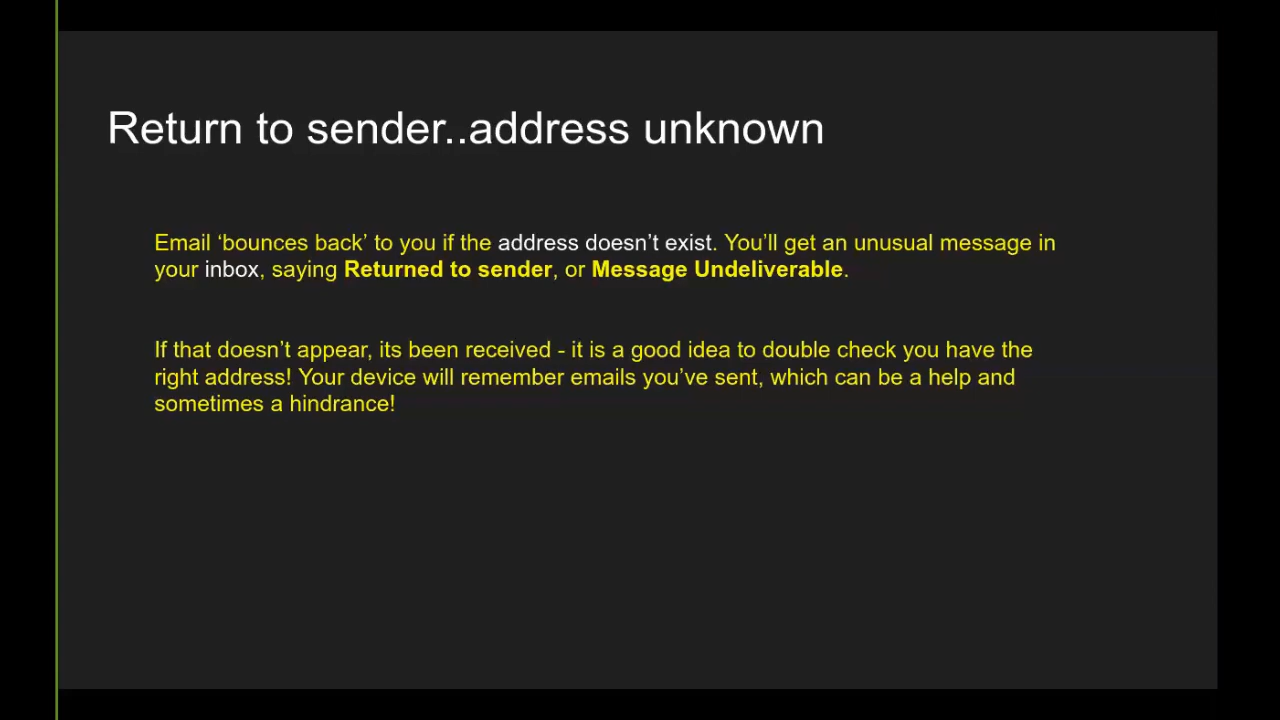 Return to sender..address unknown
Email ‘bounces back’ to you if the address doesn’t exist. You’ll get an unusual message in
your inbox, saying Returned to sender, or Message Undeliverable.
If that doesn’t appear, its been received - it is a good idea to double check you have the
right address! Your device will remember emails you’ve sent, which can be a help and
sometimes a hindrance!